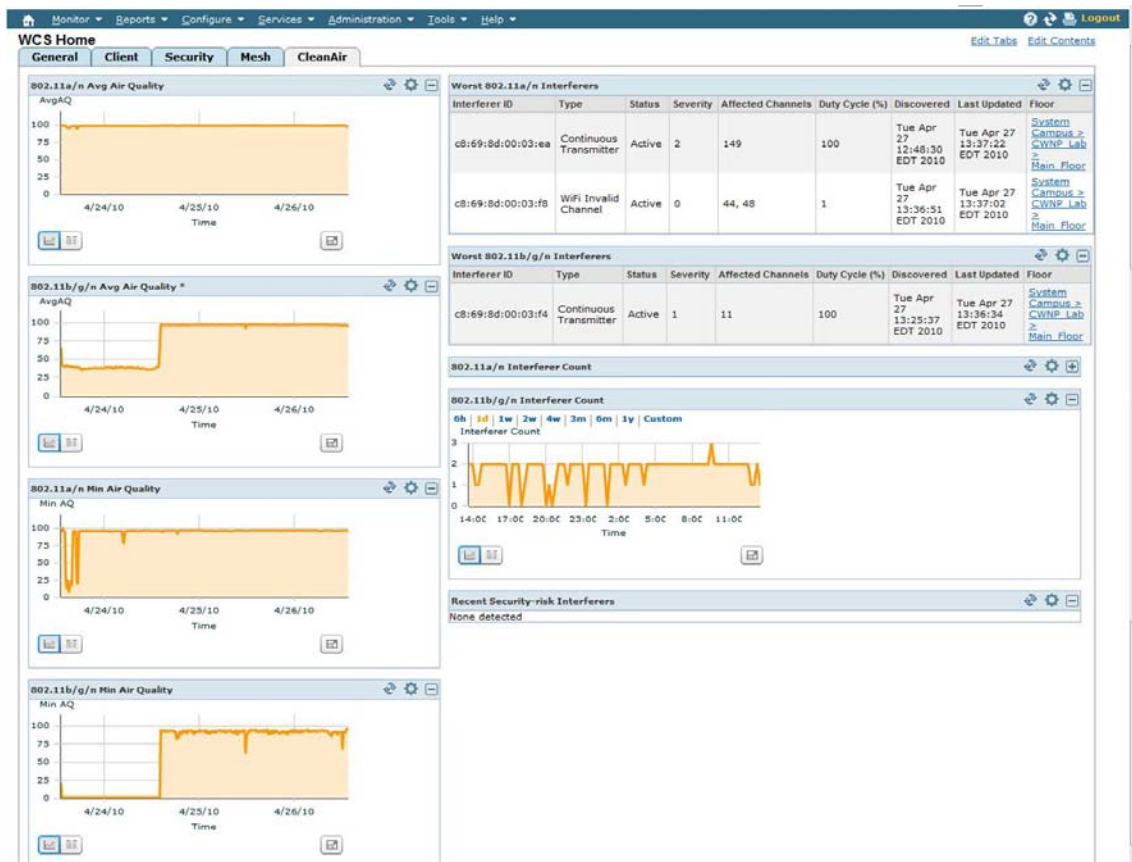 Monitor Reports Configure Services Administration Tools Help Logout
WCS Home
Edit Tabs Edit Contents
General Client Security Mesh CleanAir
802.11a/n Avg Air Quality
AvgAQ
100
75
50
25
0
4/24/10 4/25/10 4/26/10
Time
802.11b/g/n Avg Air Quality *
AvgAQ
100
75
50
25
0
4/24/10 4/25/10 4/26/10
Time
802.11a/n Min Air Quality
Min AQ
100
75
50
25
0
4/24/10 4/25/10 4/26/10
Time
802.11b/g/n Min Air Quality
Min AQ
100
75
50
25
0
4/24/10 4/25/10 4/26/10
Time
Worst 802.11a/n Interferers
Interferer ID Type Status Severity Affected Channels Duty Cycle (%) Discovered Last Updated Floor
c8:69:8d:00:03:ea Continuous Transmitter Active 2 149 100 Tue Apr 27 12:48:30 EDT 2010 Tue Apr 27 13:37:22 EDT 2010 System Campus > CWNP Lab > Main Floor
c8:69:8d:00:03:f8 WiFi Invalid Channel Active 0 44, 48 1 Tue Apr 27 13:36:51 EDT 2010 Tue Apr 27 13:37:02 EDT 2010 System Campus > CWNP Lab > Main Floor
Worst 802.11b/g/n Interferers
Interferer ID Type Status Severity Affected Channels Duty Cycle (%) Discovered Last Updated Floor
c8:69:8d:00:03:f4 Continuous Transmitter Active 1 11 100 Tue Apr 27 13:25:37 EDT 2010 Tue Apr 27 13:36:34 EDT 2010 System Campus > CWNP Lab > Main Floor
802.11a/n Interferer Count
802.11b/g/n Interferer Count
6h | 1d | 1w | 2w | 4w | 3m | 6m | 1y | Custom
Interferer Count
3
2
1
0
14:00 17:00 20:00 23:00 2:00 5:00 8:00 11:00
Time
Recent Security-risk Interferers
None detected